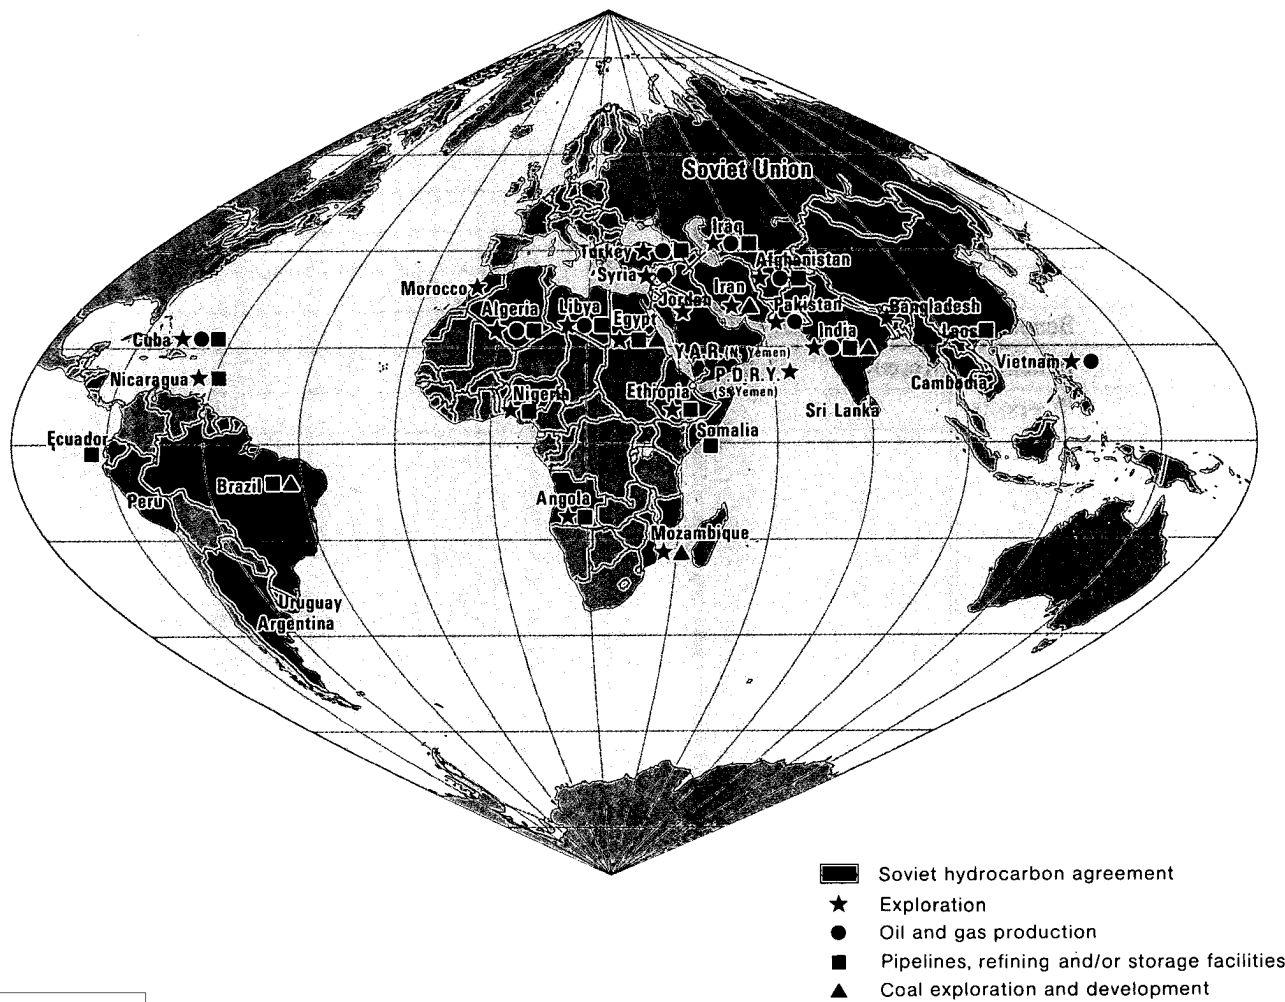 Soviet Union
Iraq
Turkey
Afghanistan
Syria
Iran
Morocco
Jordan
Pakistan
Bangladesh
Algeria
Libya
Egypt
India
Laos
Cuba
Y.A.R. (N. Yemen)
Vietnam
Nicaragua
P.D.R.Y.
(S. Yemen)
Cambodia
Nigeria
Ethiopia
Sri Lanka
Somalia
Ecuador
Brazil
Peru
Angola
Mozambique
Uruguay
Argentina
Soviet hydrocarbon agreement
Exploration
Oil and gas production
Pipelines, refining and/or storage facilities
Coal exploration and development